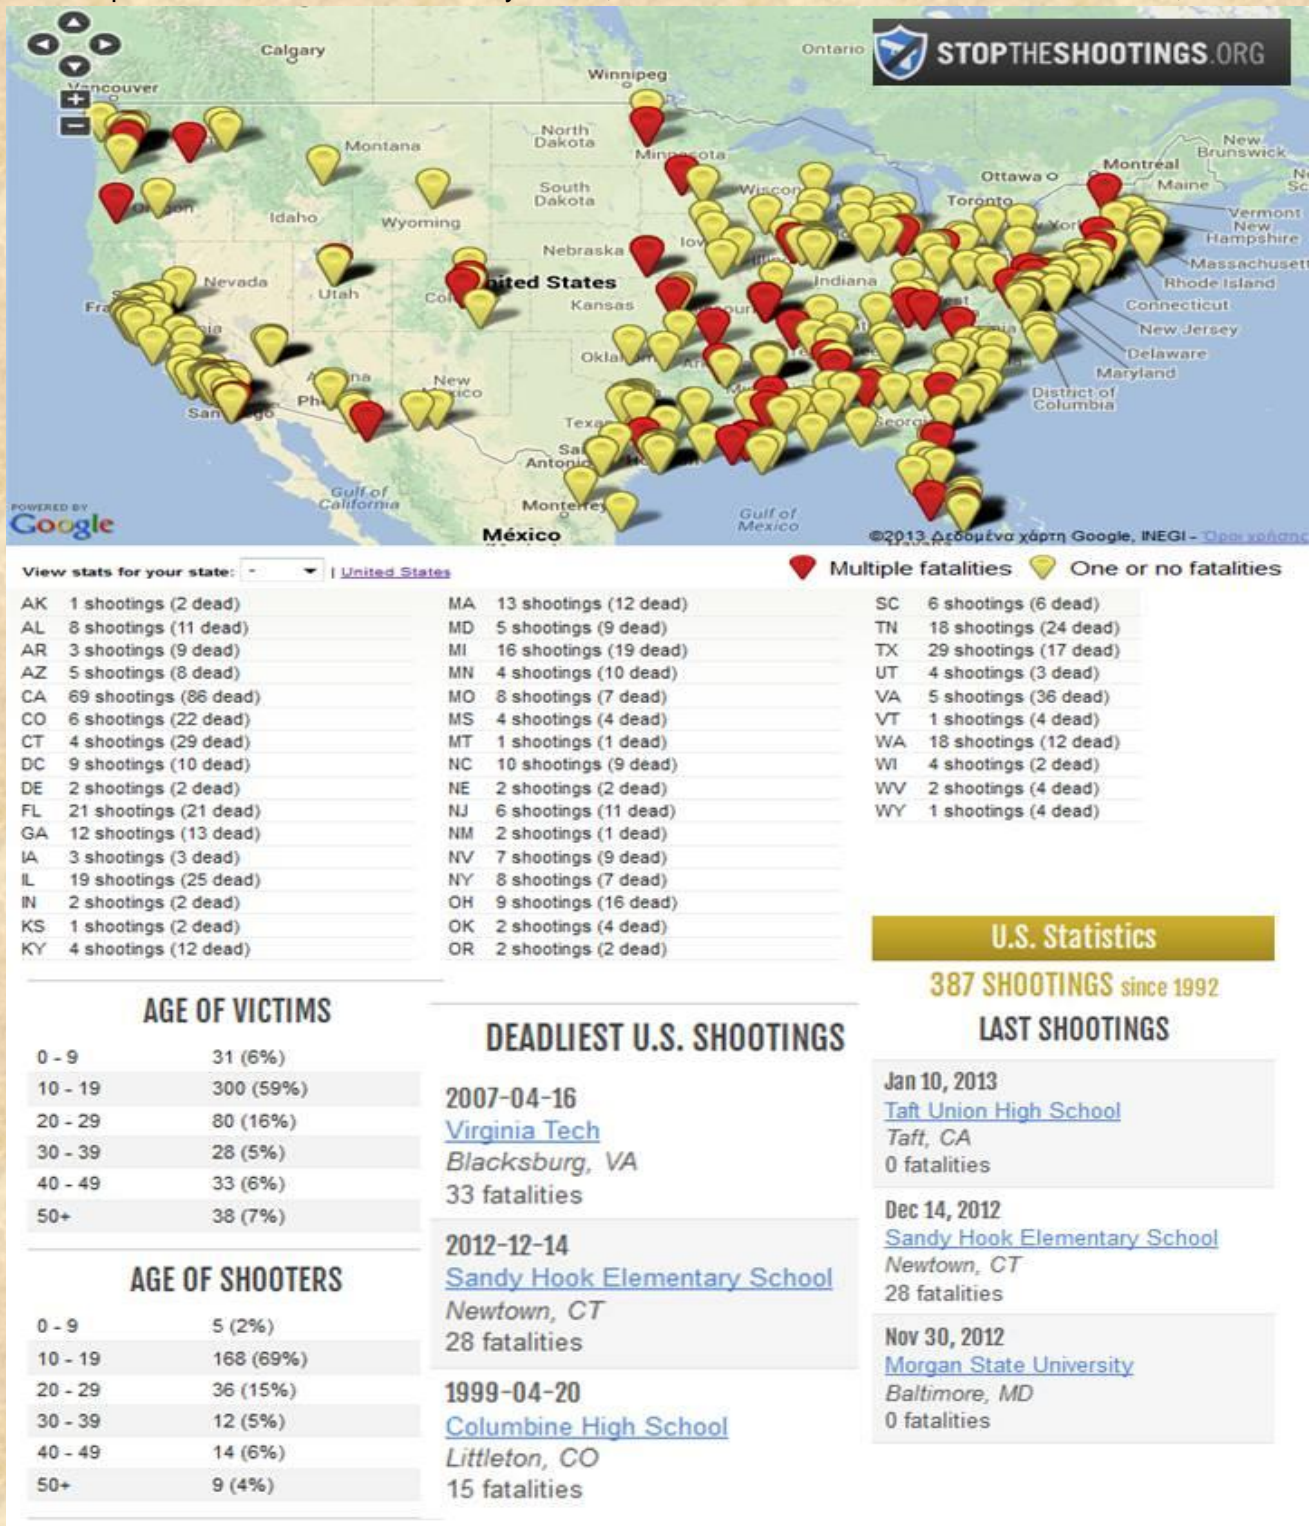 Calgary
Ontario
STOPTHESHOOTINGS.ORG
Winnipeg
Vancouver
North Dakota
Montana
Minnesota
New Brunswick
Montréal
Ottawa
Maine
South Dakota
Wisconsin
Toronto
Oregon
Idaho
Wyoming
Vermont
New Hampshire
Nebraska
Massachusett
Nevada
United States
Indiana
Rhode Island
Utah
Kansas
Connecticut
New Jersey
Delaware
Maryland
New Mexico
District of Columbia
Texas
San Antonio
Gulf of California
Monterrey
Gulf of Mexico
POWERED BY
Google
México
©2013 Δεδομένα χάρτη Google, INEGI - Όροι χρήσης
View stats for your state: - | United States
Multiple fatalities One or no fatalities
AK 1 shootings (2 dead)
AL 8 shootings (11 dead)
AR 3 shootings (9 dead)
AZ 5 shootings (8 dead)
CA 69 shootings (86 dead)
CO 6 shootings (22 dead)
CT 4 shootings (29 dead)
DC 9 shootings (10 dead)
DE 2 shootings (2 dead)
FL 21 shootings (21 dead)
GA 12 shootings (13 dead)
IA 3 shootings (3 dead)
IL 19 shootings (25 dead)
IN 2 shootings (2 dead)
KS 1 shootings (2 dead)
KY 4 shootings (12 dead)
MA 13 shootings (12 dead)
MD 5 shootings (9 dead)
MI 16 shootings (19 dead)
MN 4 shootings (10 dead)
MO 8 shootings (7 dead)
MS 4 shootings (4 dead)
MT 1 shootings (1 dead)
NC 10 shootings (9 dead)
NE 2 shootings (2 dead)
NJ 6 shootings (11 dead)
NM 2 shootings (1 dead)
NV 7 shootings (9 dead)
NY 8 shootings (7 dead)
OH 9 shootings (16 dead)
OK 2 shootings (4 dead)
OR 2 shootings (2 dead)
SC 6 shootings (6 dead)
TN 18 shootings (24 dead)
TX 29 shootings (17 dead)
UT 4 shootings (3 dead)
VA 5 shootings (36 dead)
VT 1 shootings (4 dead)
WA 18 shootings (12 dead)
WI 4 shootings (2 dead)
WV 2 shootings (4 dead)
WY 1 shootings (4 dead)
AGE OF VICTIMS
0 - 9 31 (6%)
10 - 19 300 (59%)
20 - 29 80 (16%)
30 - 39 28 (5%)
40 - 49 33 (6%)
50+ 38 (7%)
AGE OF SHOOTERS
0 - 9 5 (2%)
10 - 19 168 (69%)
20 - 29 36 (15%)
30 - 39 12 (5%)
40 - 49 14 (6%)
50+ 9 (4%)
DEADLIEST U.S. SHOOTINGS
2007-04-16
Virginia Tech
Blacksburg, VA
33 fatalities
2012-12-14
Sandy Hook Elementary School
Newtown, CT
28 fatalities
1999-04-20
Columbine High School
Littleton, CO
15 fatalities
U.S. Statistics
387 SHOOTINGS since 1992
LAST SHOOTINGS
Jan 10, 2013
Taft Union High School
Taft, CA
0 fatalities
Dec 14, 2012
Sandy Hook Elementary School
Newtown, CT
28 fatalities
Nov 30, 2012
Morgan State University
Baltimore, MD
0 fatalities